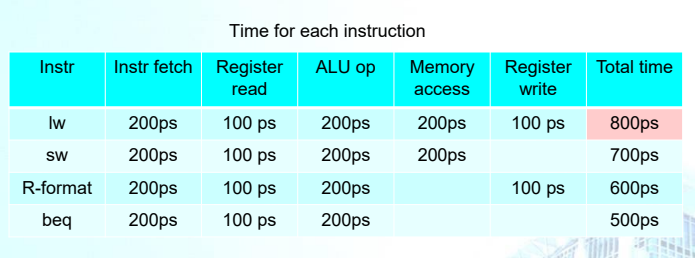 Time for each instruction
Instr Instr fetch Register read ALU op Memory access Register write Total time
lw 200ps 100 ps 200ps 200ps 100 ps 800ps
sw 200ps 100 ps 200ps 200ps 700ps
R-format 200ps 100 ps 200ps 100 ps 600ps
beq 200ps 100 ps 200ps 500ps